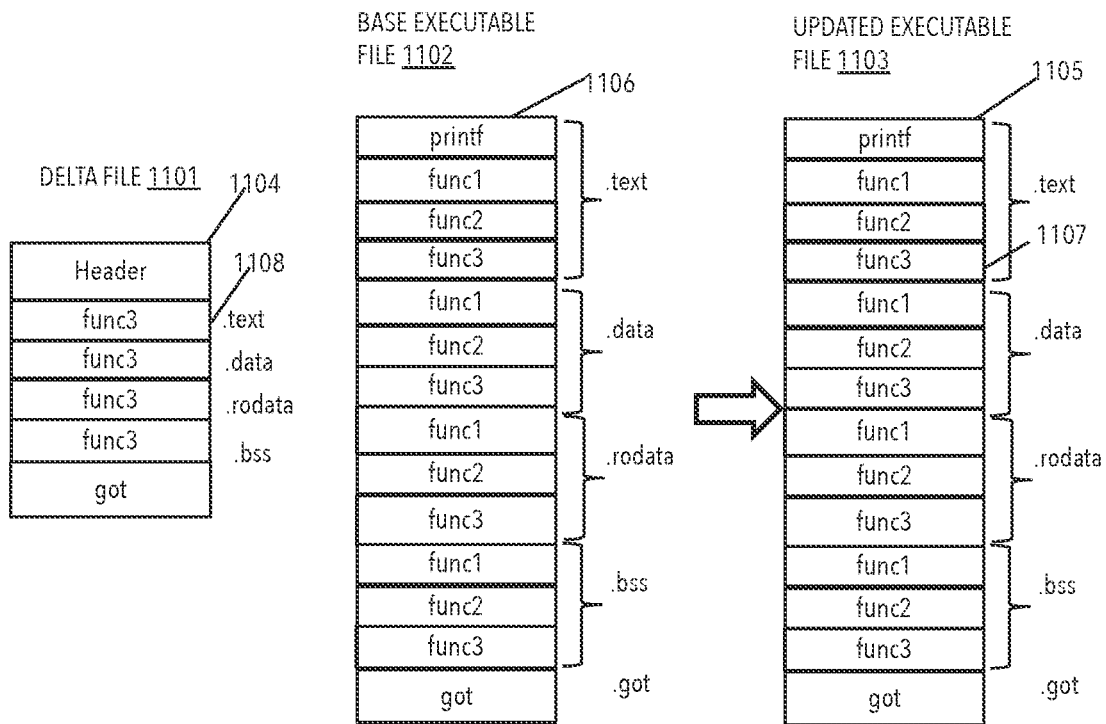 DELTA FILE 1101
1104
Header
1108
func3
.text
func3
.data
func3
.rodata
func3
.bss
got
BASE EXECUTABLE
FILE 1102
1106
printf
func1
func2
func3
.text
func1
func2
func3
.data
func1
func2
func3
.rodata
func1
func2
func3
.bss
got
.got
UPDATED EXECUTABLE
FILE 1103
1105
printf
func1
func2
func3
.text
1107
func1
func2
func3
.data
func1
func2
func3
.rodata
func1
func2
func3
.bss
got
.got